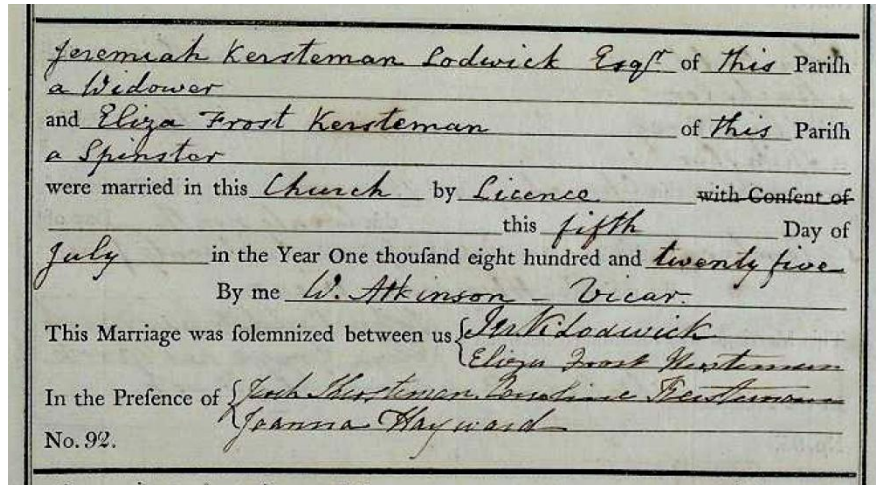 Jeremiah Kersteman Lodwick Esqr of this Pariſh
a Widower
and Eliza Frost Kersteman of this Pariſh
a Spinster
were married in this Church by Licence with Conſent of
this fifth Day of
July in the Year One thouſand eight hundred and twenty five
By me W. Atkinson - Vicar.
This Marriage was ſolemnized between us Lodwick
Eliza Frost Kersteman
In the Preſence of Kersteman Caroline Kersteman
Joanna Hayward
No. 92.